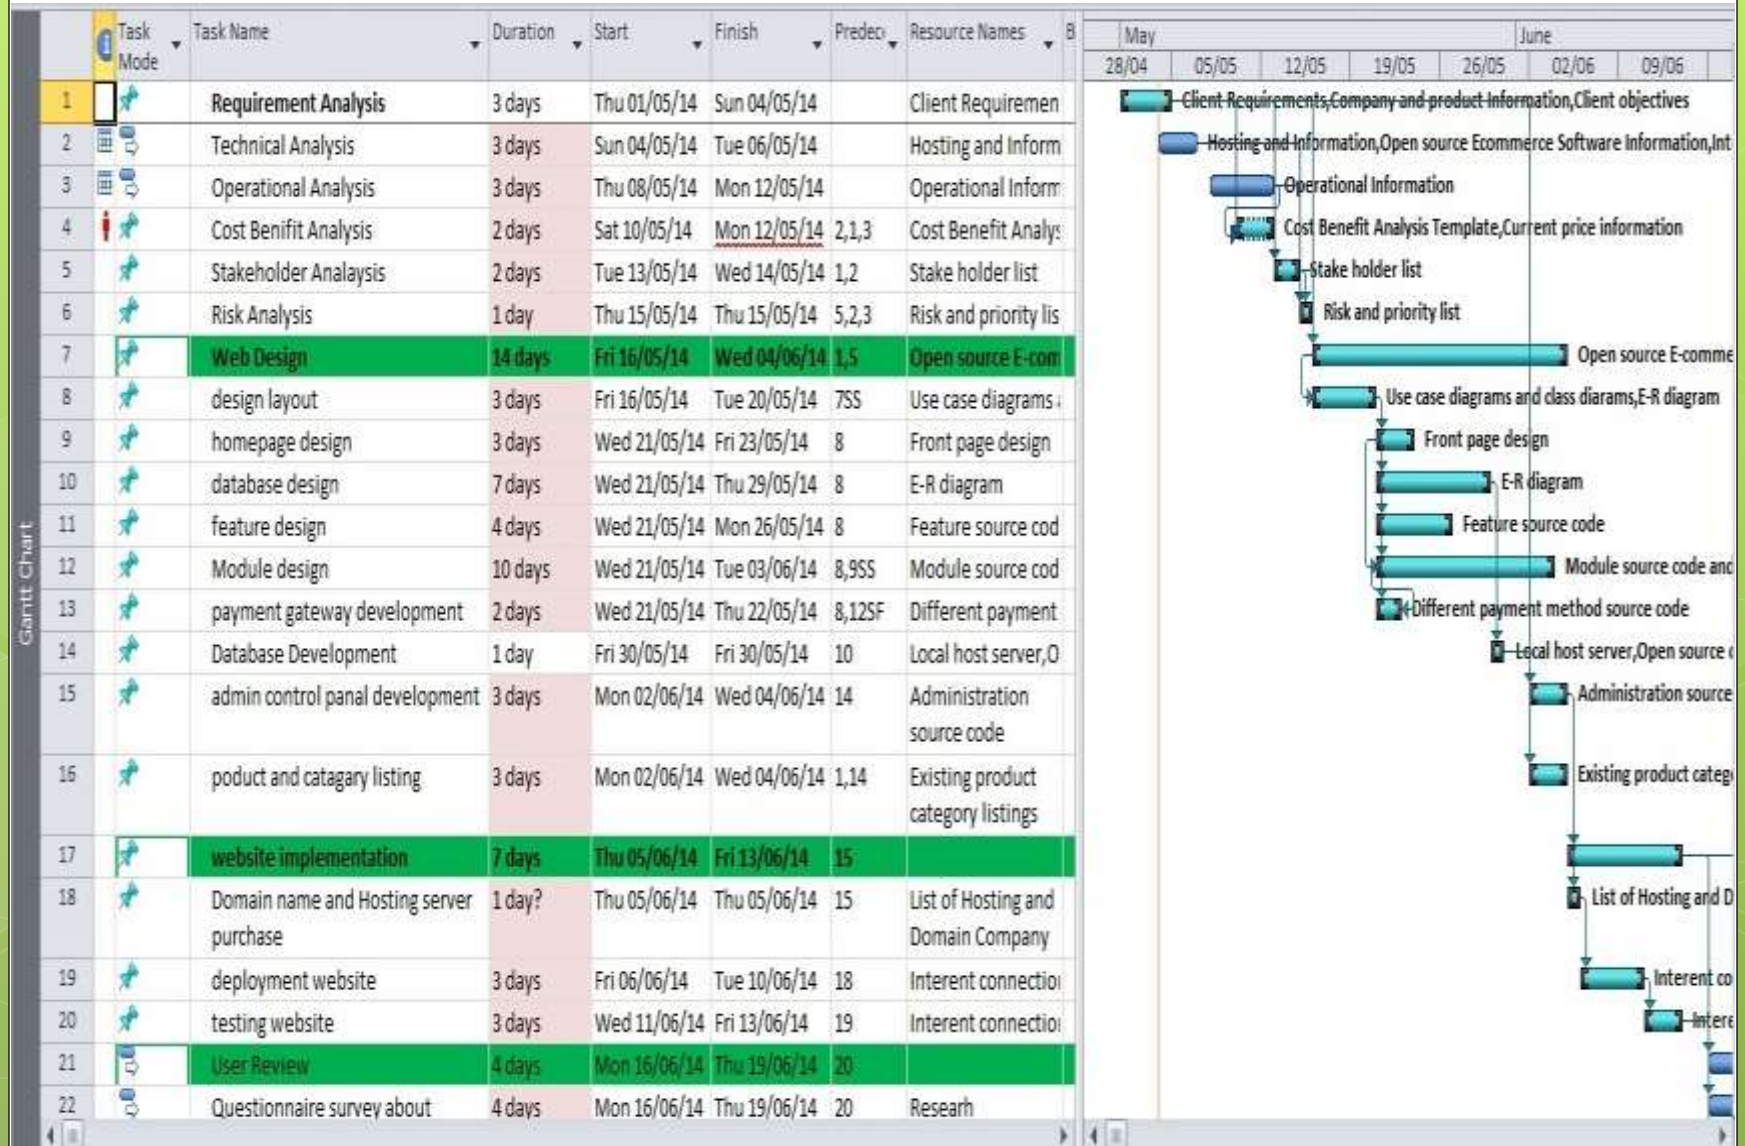 Task Mode Task Name Duration Start Finish Predec Resource Names B
May June
28/04 05/05 12/05 19/05 26/05 02/06 09/06
1 Requirement Analysis 3 days Thu 01/05/14 Sun 04/05/14 Client Requiremen Client Requirements,Company and product Information,Client objectives
2 Technical Analysis 3 days Sun 04/05/14 Tue 06/05/14 Hosting and Inform Hosting and Information,Open source Ecommerce Software Information,Int
3 Operational Analysis 3 days Thu 08/05/14 Mon 12/05/14 Operational Inform Operational Information
4 Cost Benifit Analysis 2 days Sat 10/05/14 Mon 12/05/14 2,1,3 Cost Benefit Analys Cost Benefit Analysis Template,Current price information
5 Stakeholder Analaysis 2 days Tue 13/05/14 Wed 14/05/14 1,2 Stake holder list Stake holder list
6 Risk Analysis 1 day Thu 15/05/14 Thu 15/05/14 5,2,3 Risk and priority lis Risk and priority list
7 Web Design 14 days Fri 16/05/14 Wed 04/06/14 1,5 Open source E-com Open source E-comme
8 design layout 3 days Fri 16/05/14 Tue 20/05/14 7SS Use case diagrams Use case diagrams and class diarams,E-R diagram
9 homepage design 3 days Wed 21/05/14 Fri 23/05/14 8 Front page design Front page design
10 database design 7 days Wed 21/05/14 Thu 29/05/14 8 E-R diagram E-R diagram
11 feature design 4 days Wed 21/05/14 Mon 26/05/14 8 Feature source cod Feature source code
12 Module design 10 days Wed 21/05/14 Tue 03/06/14 8,9SS Module source cod Module source code and
13 payment gateway development 2 days Wed 21/05/14 Thu 22/05/14 8,12SF Different payment Different payment method source code
14 Database Development 1 day Fri 30/05/14 Fri 30/05/14 10 Local host server,O Local host server,Open source
15 admin control panal development 3 days Mon 02/06/14 Wed 04/06/14 14 Administration source code Administration source
16 poduct and catagary listing 3 days Mon 02/06/14 Wed 04/06/14 1,14 Existing product category listings Existing product categ
17 website implementation 7 days Thu 05/06/14 Fri 13/06/14 15
18 Domain name and Hosting server purchase 1 day? Thu 05/06/14 Thu 05/06/14 15 List of Hosting and Domain Company List of Hosting and D
19 deployment website 3 days Fri 06/06/14 Tue 10/06/14 18 Interent connection Interent co
20 testing website 3 days Wed 11/06/14 Fri 13/06/14 19 Interent connection Intere
21 User Review 4 days Mon 16/06/14 Thu 19/06/14 20
22 Questionnaire survey about 4 days Mon 16/06/14 Thu 19/06/14 20 Researh
Gantt Chart